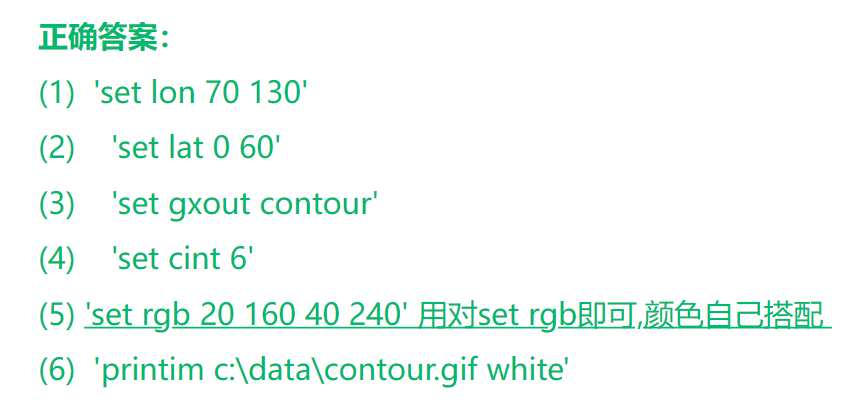 正确答案：
(1) 'set lon 70 130'
(2) 'set lat 0 60'
(3) 'set gxout contour'
(4) 'set cint 6'
(5) 'set rgb 20 160 40 240' 用对set rgb即可,颜色自己搭配
(6) 'printim c:\data\contour.gif white'